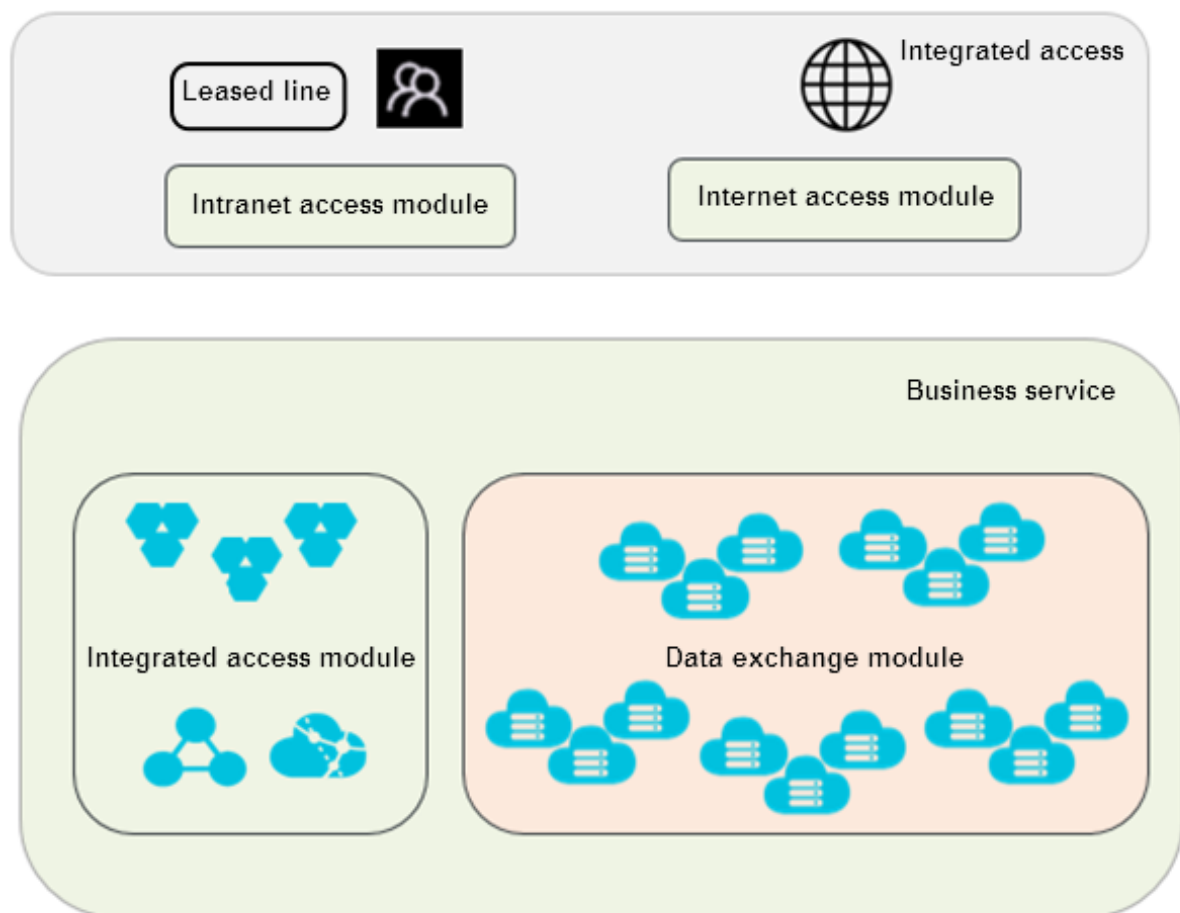 Integrated access
Leased line
Intranet access module
Internet access module
Business service
Integrated access module
Data exchange module